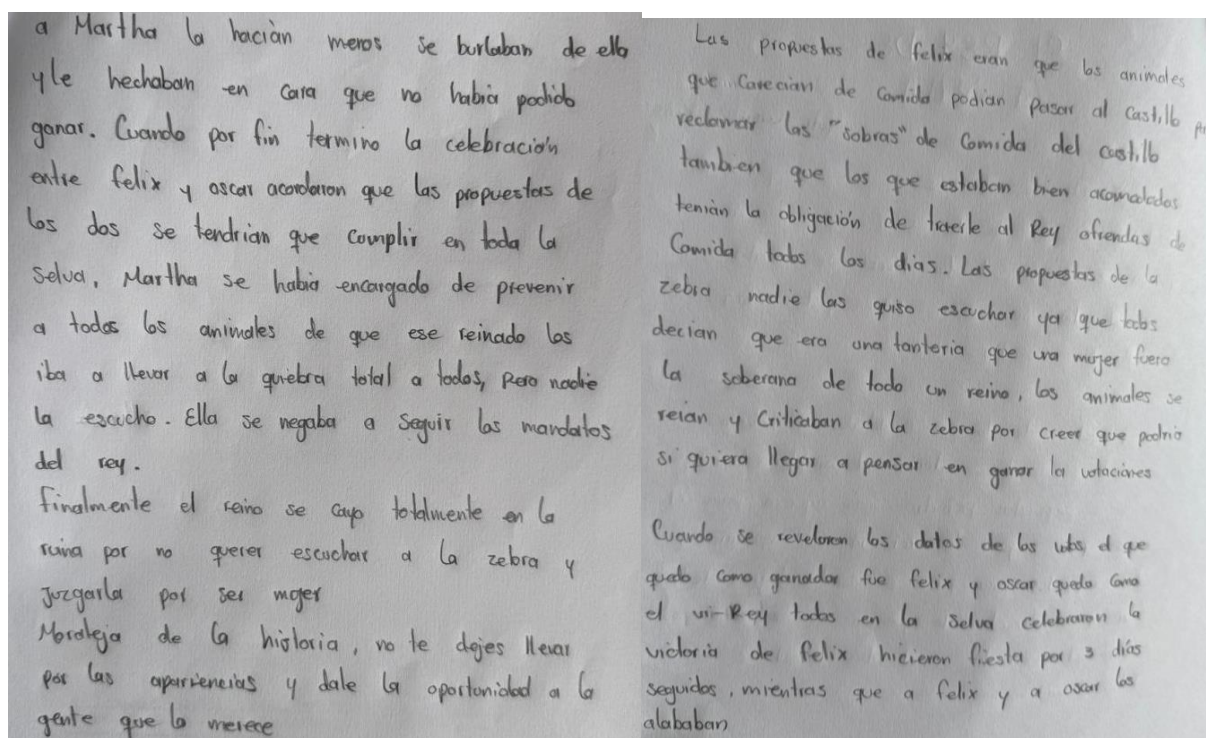 a Martha la haciàn meros se burlaban de ella
y le hechaban en cara que no habia podido
ganar. Cuando por fin termino la celebración
entre felix y oscar acordaron que las propuestas de
los dos se tendrian que cumplir en toda la
selva, Martha se habia encargado de prevenir
a todos los animales de que ese reinado los
iba a llevar a la quiebra total a todos, pero nadie
la escucho. Ella se negaba a seguir los mandatos
del rey.
finalmente el reino se cayo totalmente en la
ruina por no querer escuchar a la zebra y
juzgarla por ser mujer
Moraleja de la historia, no te dejes llevar
por las aparriencias y dale la oportunidad a la
gente que lo merece
Las propuestas de felix eran que los animales
que carecian de comida podian pasar al castillo
reclamar las "sobras" de comida del castillo
tambien que los que estaban bien acomodados
tenian la obligación de traerle al Rey ofrendas de
Comida todos los dias. Las propuestas de la
zebra nadie las quiso escuchar ya que todos
decian que era una tonteria que una mujer fuera
la soberana de todo un reino, los animales se
reian y Criticaban a la zebra por creer que podria
si quiera llegar a pensar en ganar la votaciónes
Cuando se revelaron los datos de los votos el que
quedo como ganador fue felix y oscar quedo como
el vi-Rey todos en la selva celebraron la
victoria de felix hicieron fiesta por 3 días
seguidos, mientras que a felix y a oscar los
alababan